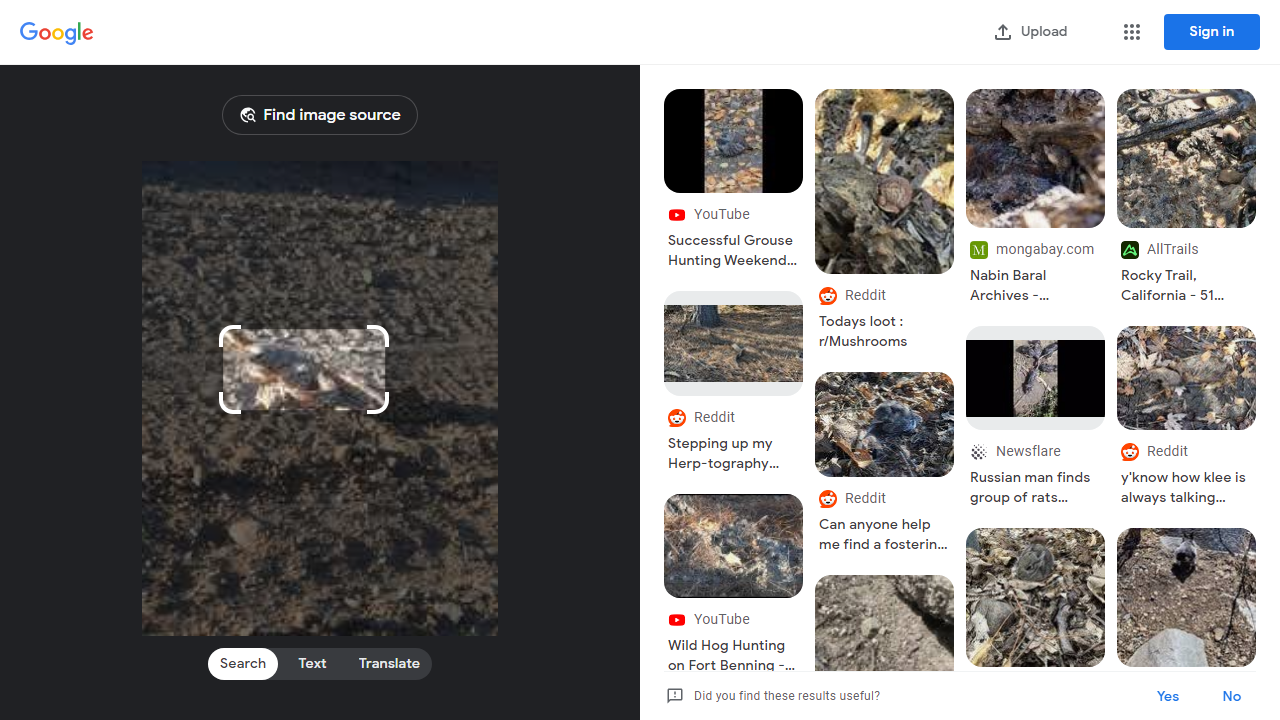 Google
Upload
Sign in
Find image source
Search
Text
Translate
YouTube
Successful Grouse
Hunting Weekend...
Reddit
Stepping up my
Herp-tography...
YouTube
Wild Hog Hunting
on Fort Benning -...
Reddit
Todays loot :
r/Mushrooms
Reddit
Can anyone help
me find a fosterin...
M
mongabay.com
Nabin Baral
Archives -...
Newsflare
Russian man finds
group of rats...
AllTrails
Rocky Trail,
California - 51...
Reddit
y'know how klee is
always talking...
Did you find these results useful?
Yes
No